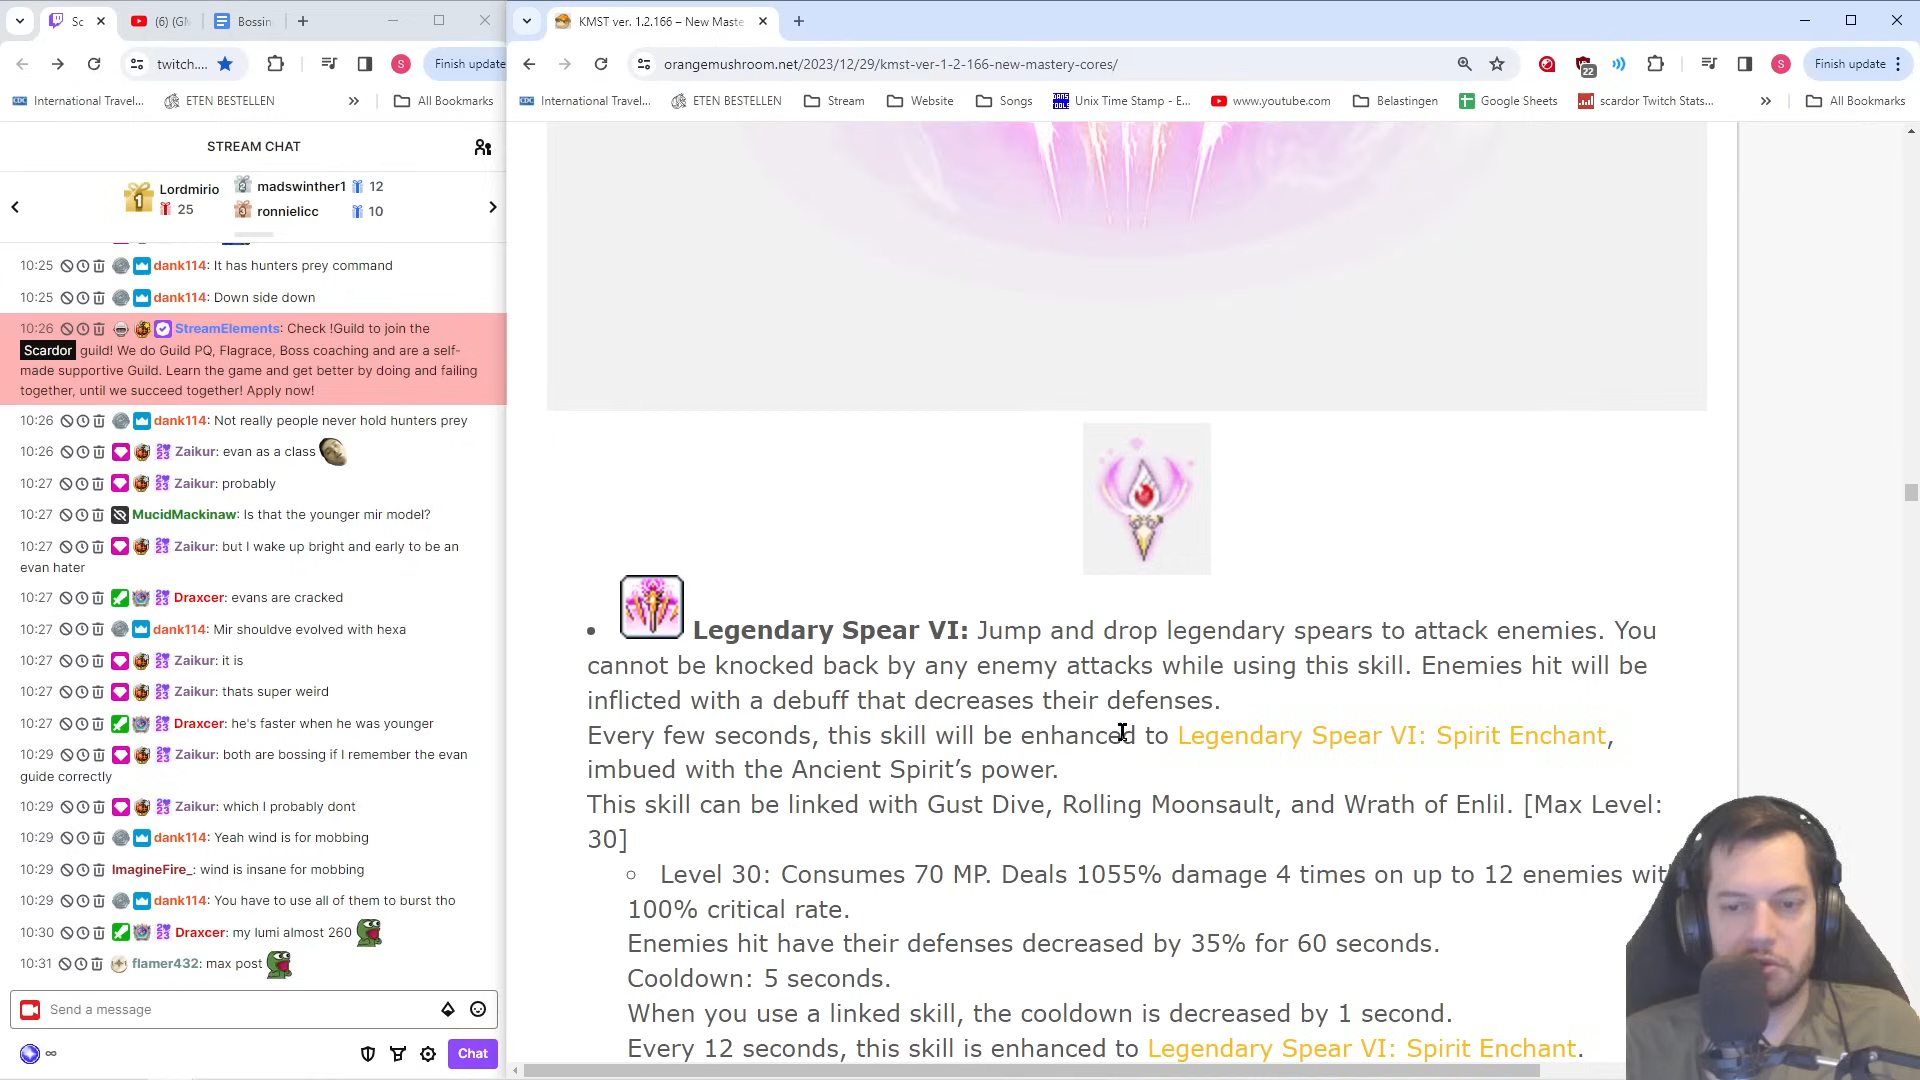 Sc
(6) (GM
Bossin
twitch....
S
Finish update
International Travel...
ETEN BESTELLEN
All Bookmarks
STREAM CHAT
Lordmirio
25
madswinther1 12
ronnielicc 10
10:25 dank114: It has hunters prey command
10:25 dank114: Down side down
10:26 StreamElements: Check !Guild to join the
Scardor guild! We do Guild PQ, Flagrace, Boss coaching and are a self-
made supportive Guild. Learn the game and get better by doing and failing
together, until we succeed together! Apply now!
10:26 dank114: Not really people never hold hunters prey
10:26 Zaikur: evan as a class
10:27 Zaikur: probably
10:27 MucidMackinaw: Is that the younger mir model?
10:27 Zaikur: but I wake up bright and early to be an
evan hater
10:27 Draxcer: evans are cracked
10:27 dank114: Mir shouldve evolved with hexa
10:27 Zaikur: it is
10:27 Zaikur: thats super weird
10:27 Draxcer: he's faster when he was younger
10:29 Zaikur: both are bossing if I remember the evan
guide correctly
10:29 Zaikur: which I probably dont
10:29 dank114: Yeah wind is for mobbing
10:29 ImagineFire_: wind is insane for mobbing
10:29 dank114: You have to use all of them to burst tho
10:30 Draxcer: my lumi almost 260
10:31 flamer432: max post
Send a message
Chat
KMST ver. 1.2.166 – New Maste
orangemushroom.net/2023/12/29/kmst-ver-1-2-166-new-mastery-cores/
22
S
Finish update
International Travel...
ETEN BESTELLEN
Stream
Website
Songs
Unix Time Stamp - E...
www.youtube.com
Belastingen
Google Sheets
scardor Twitch Stats...
All Bookmarks
Legendary Spear VI: Jump and drop legendary spears to attack enemies. You
cannot be knocked back by any enemy attacks while using this skill. Enemies hit will be
inflicted with a debuff that decreases their defenses.
Every few seconds, this skill will be enhanced to Legendary Spear VI: Spirit Enchant,
imbued with the Ancient Spirit’s power.
This skill can be linked with Gust Dive, Rolling Moonsault, and Wrath of Enlil. [Max Level:
30]
Level 30: Consumes 70 MP. Deals 1055% damage 4 times on up to 12 enemies wit
100% critical rate.
Enemies hit have their defenses decreased by 35% for 60 seconds.
Cooldown: 5 seconds.
When you use a linked skill, the cooldown is decreased by 1 second.
Every 12 seconds, this skill is enhanced to Legendary Spear VI: Spirit Enchant.